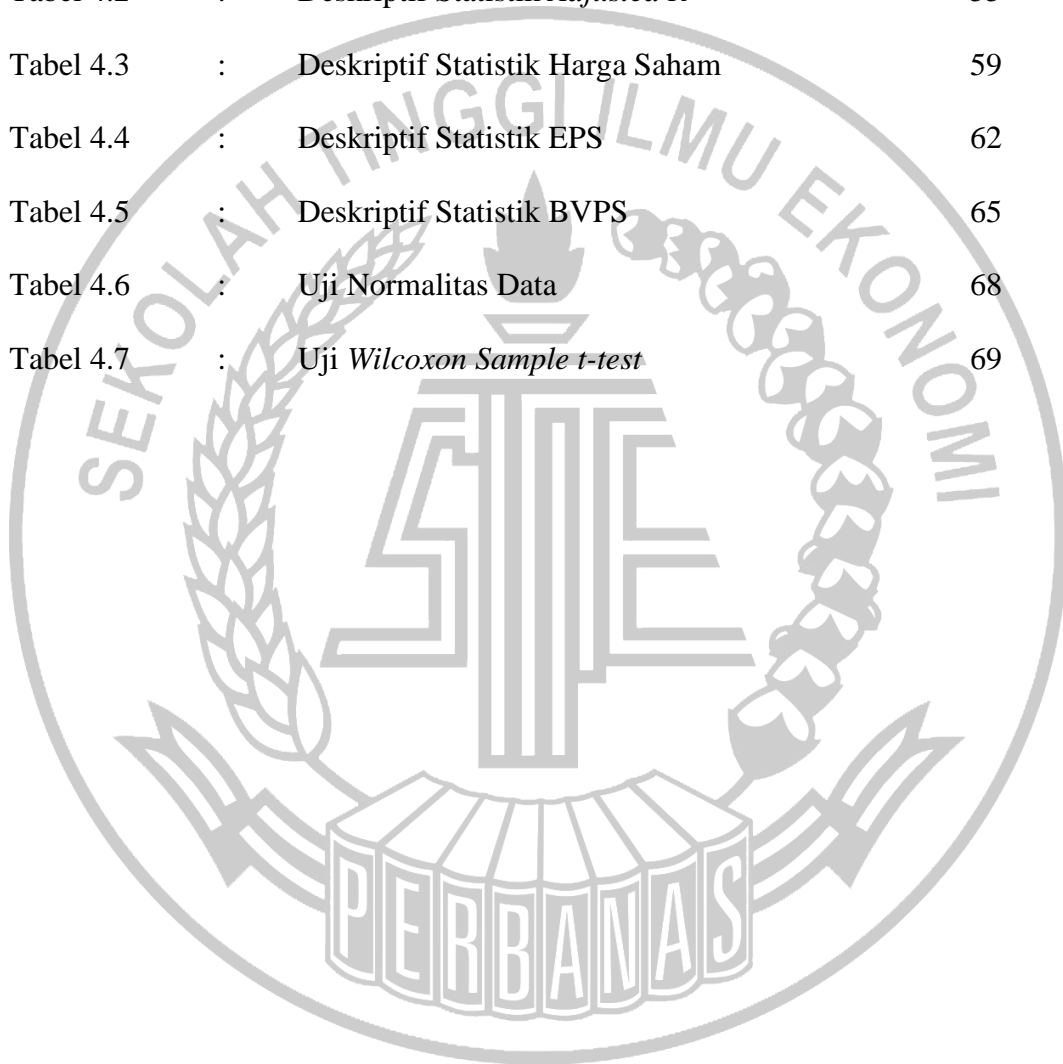 Tabel 4.3 : Deskriptif Statistik Harga Saham 59
Tabel 4.4 : Deskriptif Statistik EPS 62
Tabel 4.5 : Deskriptif Statistik BVPS 65
Tabel 4.6 : Uji Normalitas Data 68
Tabel 4.7 : Uji Wilcoxon Sample t-test 69
SEKOLAH TINGGI ILMU EKONOMI
STIE
PERBANAS